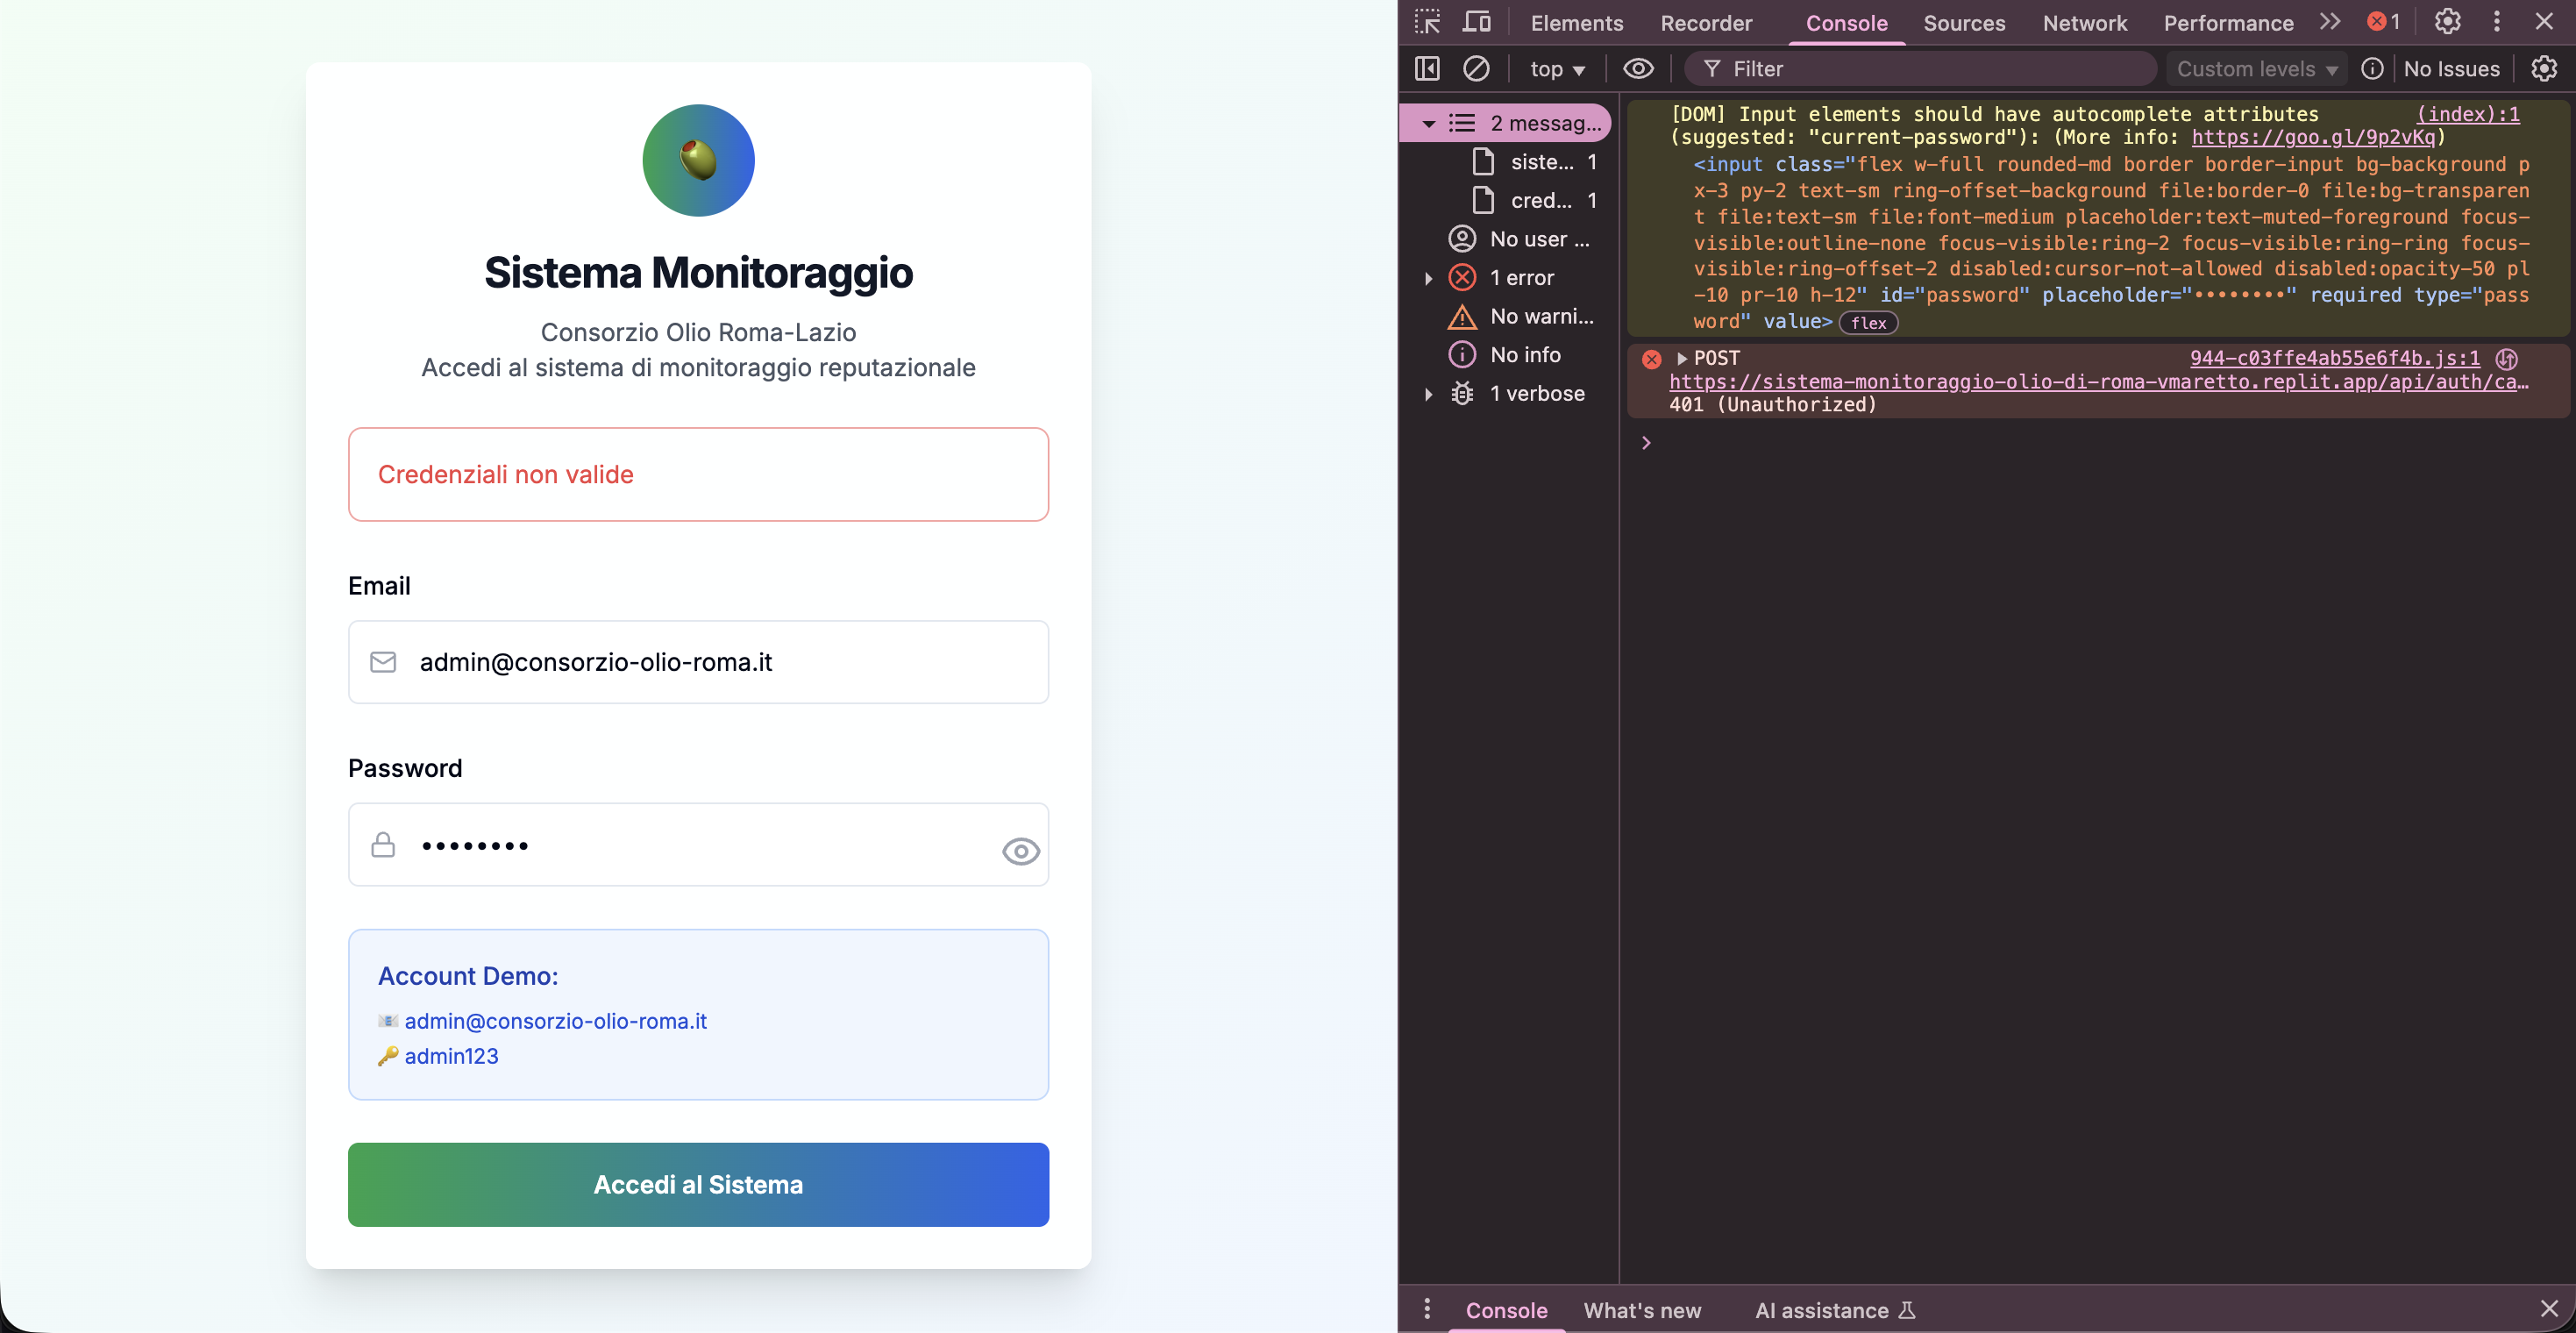 Sistema Monitoraggio
Consorzio Olio Roma-Lazio
Accedi al sistema di monitoraggio reputazionale
Credenziali non valide
Email
admin@consorzio-olio-roma.it
Password
••••••••
Account Demo:
📧 admin@consorzio-olio-roma.it
🔑 admin123
Accedi al Sistema
Elements Recorder Console Sources Network Performance 1
top Filter Custom levels No Issues
2 messag...
siste... 1
cred... 1
No user ...
1 error
No warni...
No info
1 verbose
[DOM] Input elements should have autocomplete attributes (index):1
(suggested: "current-password"): (More info: https://goo.gl/9p2vKq)
<input class="flex w-full rounded-md border border-input bg-background p
x-3 py-2 text-sm ring-offset-background file:border-0 file:bg-transparen
t file:text-sm file:font-medium placeholder:text-muted-foreground focus-
visible:outline-none focus-visible:ring-2 focus-visible:ring-ring focus-
visible:ring-offset-2 disabled:cursor-not-allowed disabled:opacity-50 pl
-10 pr-10 h-12" id="password" placeholder="••••••••" required type="pass
word" value> flex
POST 944-c03ffe4ab55e6f4b.js:1
https://sistema-monitoraggio-olio-di-roma-vmaretto.replit.app/api/auth/ca…
401 (Unauthorized)
Console What's new AI assistance